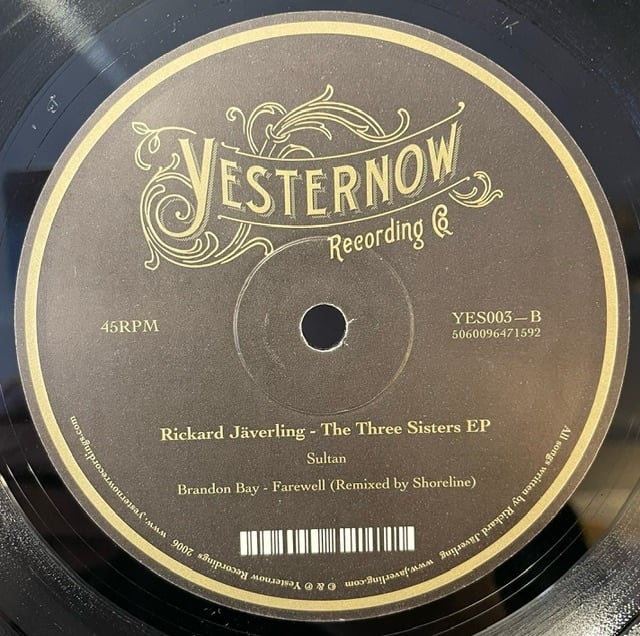 YESTERNOW
Recording Co
45RPM
YES003–B
5060096471592
Rickard Jäverling - The Three Sisters EP
Sultan
Brandon Bay - Farewell (Remixed by Shoreline)
All songs written by Rickard Jäverling www.javerling.com © & ℗ Yesternow Recordings 2006 www.yesternowrecordings.com